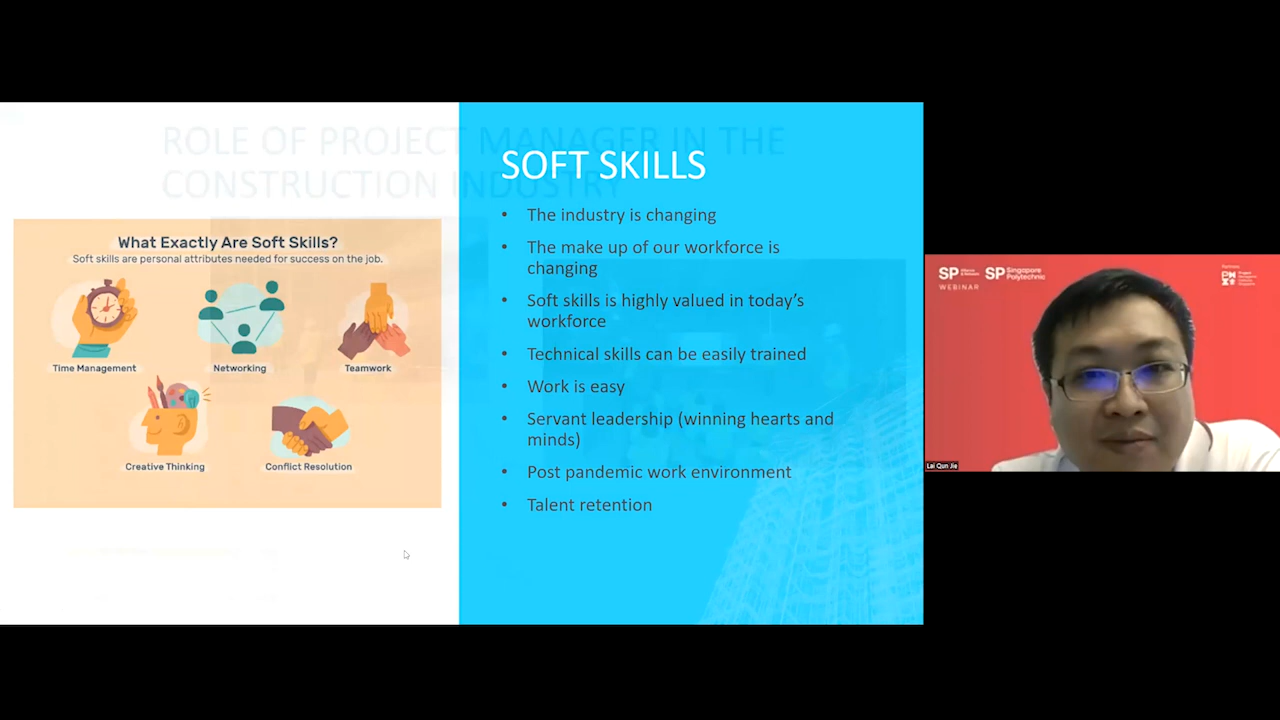 ROLE OF PROJECT MANAGER IN THE
CONSTRUCTION INDUSTRY
SOFT SKILLS
• The industry is changing
• The make up of our workforce is
changing
• Soft skills is highly valued in today's
workforce
• Technical skills can be easily trained
• Work is easy
• Servant leadership (winning hearts and
minds)
• Post pandemic work environment
• Talent retention
What Exactly Are Soft Skills?
Soft skills are personal attributes needed for success on the job.
Time Management
Networking
Teamwork
Creative Thinking
Conflict Resolution
SP
SP Singapore
Polytechnic
WEBINAR
Lai Qun Jie